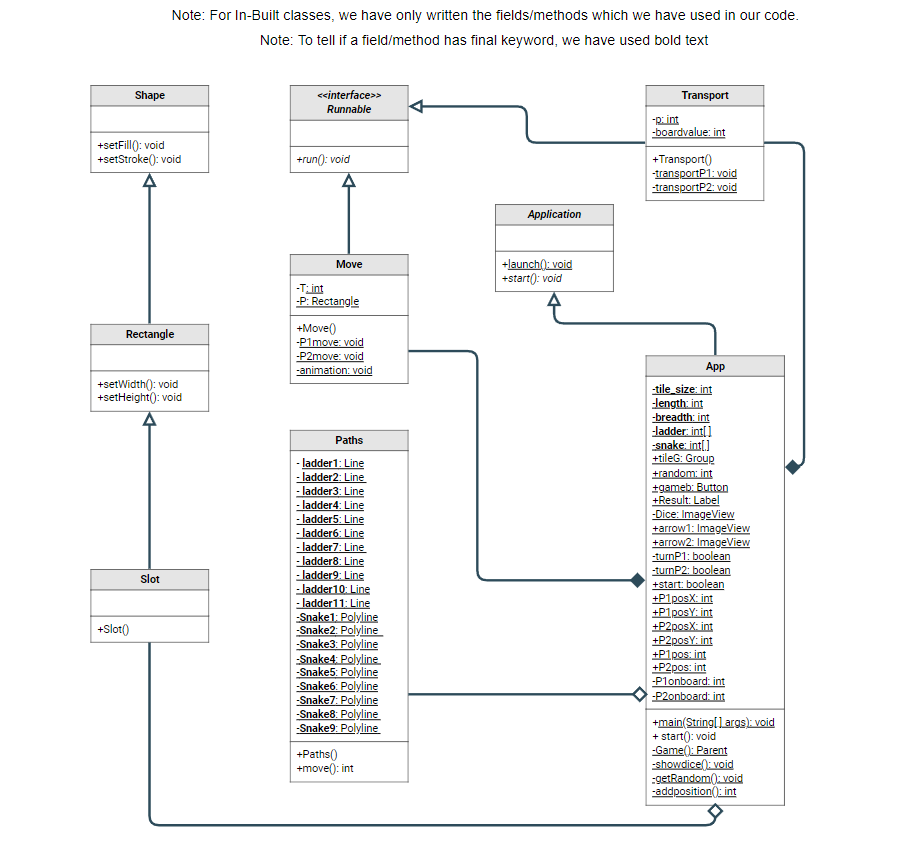 Note: For In-Built classes, we have only written the fields/methods which we have used in our code.
Note: To tell if a field/method has final keyword, we have used bold text
Shape
+setFill(): void
+setStroke(): void
<<interface>>
Runnable
+run(): void
Transport
-p: int
-boardvalue: int
+Transport()
-transportP1: void
-transportP2: void
Application
+launch(): void
+start(): void
Move
-T: int
-P: Rectangle
+Move()
-P1move: void
-P2move: void
-animation: void
Rectangle
+setWidth(): void
+setHeight(): void
App
-tile_size: int
-length: int
-breadth: int
-ladder: int[ ]
-snake: int[ ]
+tileG: Group
+random: int
+gameb: Button
+Result: Label
-Dice: ImageView
+arrow1: ImageView
+arrow2: ImageView
-turnP1: boolean
-turnP2: boolean
+start: boolean
+P1posX: int
+P1posY: int
+P2posX: int
+P2posY: int
+P1pos: int
+P2pos: int
-P1onboard: int
-P2onboard: int
+main(String[ ] args): void
+ start(): void
-Game(): Parent
-showdice(): void
-getRandom(): void
-addposition(): int
Paths
- ladder1: Line
- ladder2: Line
- ladder3: Line
- ladder4: Line
- ladder5: Line
- ladder6: Line
- ladder7: Line
- ladder8: Line
- ladder9: Line
- ladder10: Line
- ladder11: Line
-Snake1: Polyline
-Snake2: Polyline
-Snake3: Polyline
-Snake4: Polyline
-Snake5: Polyline
-Snake6: Polyline
-Snake7: Polyline
-Snake8: Polyline
-Snake9: Polyline
+Paths()
+move(): int
Slot
+Slot()